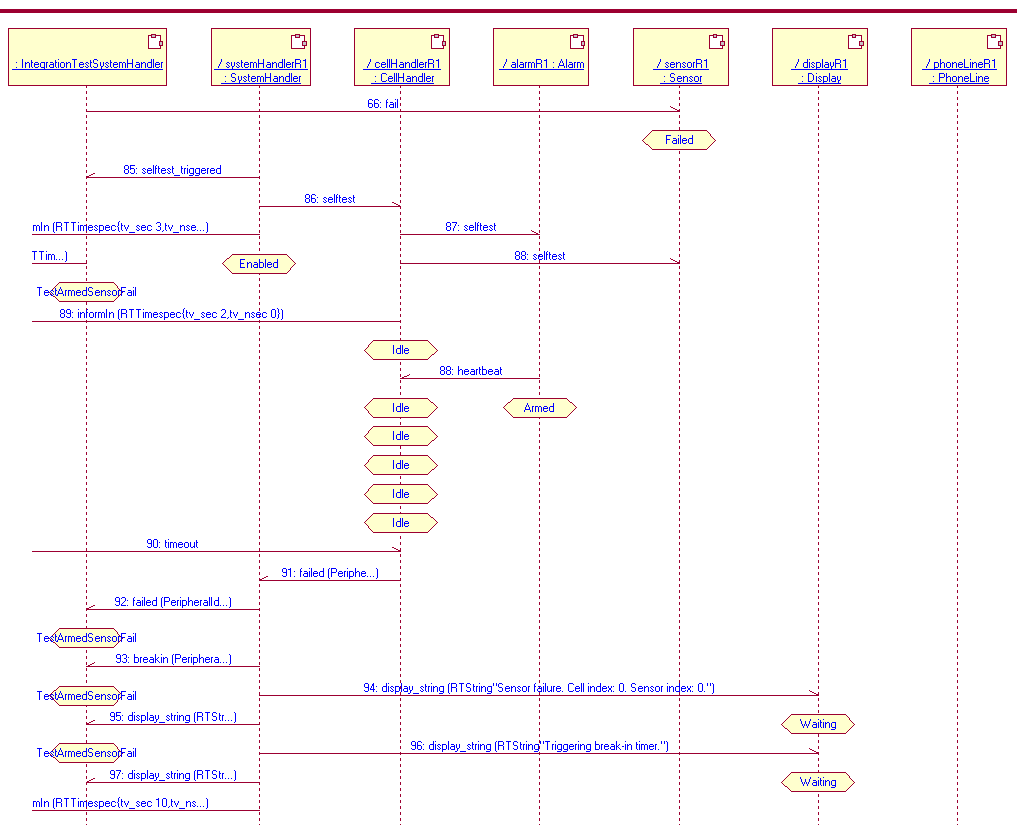 : IntegrationTestSystemHandler
/ systemHandlerR1
: SystemHandler
/ cellHandlerR1
: CellHandler
/ alarmR1 : Alarm
/ sensorR1
: Sensor
/ displayR1
: Display
/ phoneLineR1
: PhoneLine
66: fail
Failed
85: selftest_triggered
86: selftest
mIn (RTTimespec{tv_sec 3,tv_nse...)
87: selftest
TTim...)
Enabled
88: selftest
TestArmedSensorFail
89: informIn (RTTimespec{tv_sec 2,tv_nsec 0})
Idle
88: heartbeat
Idle
Armed
Idle
Idle
Idle
Idle
90: timeout
91: failed (Periphe...)
92: failed (PeripheralId...)
TestArmedSensorFail
93: breakin (Periphera...)
TestArmedSensorFail
94: display_string (RTString"Sensor failure. Cell index: 0. Sensor index: 0.")
95: display_string (RTStr...)
Waiting
TestArmedSensorFail
96: display_string (RTString"Triggering break-in timer.")
97: display_string (RTStr...)
Waiting
mIn (RTTimespec{tv_sec 10,tv_ns...)